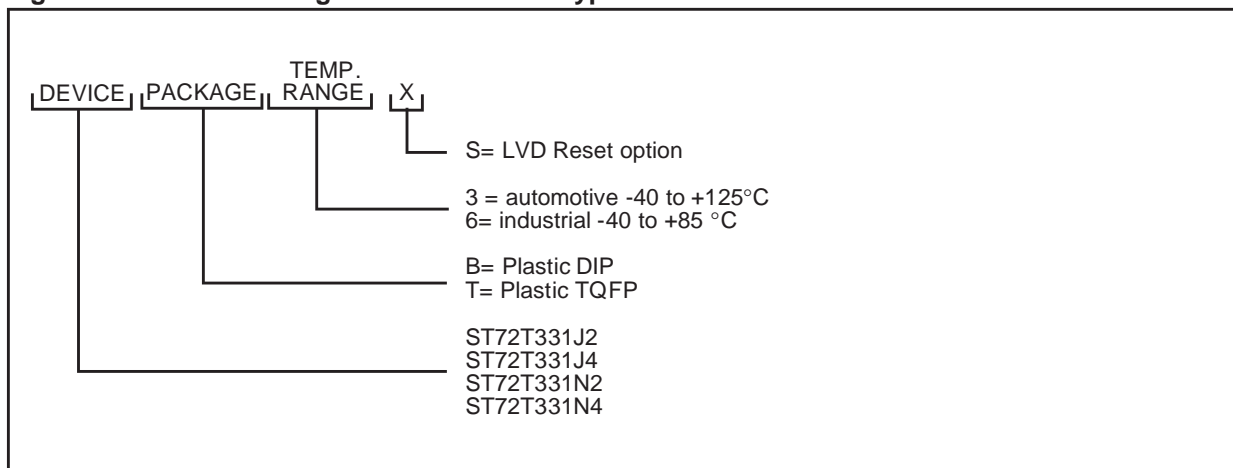 TEMP.
DEVICE PACKAGE RANGE X
S= LVD Reset option
3 = automotive -40 to +125°C
6= industrial -40 to +85 °C
B= Plastic DIP
T= Plastic TQFP
ST72T331J2
ST72T331J4
ST72T331N2
ST72T331N4